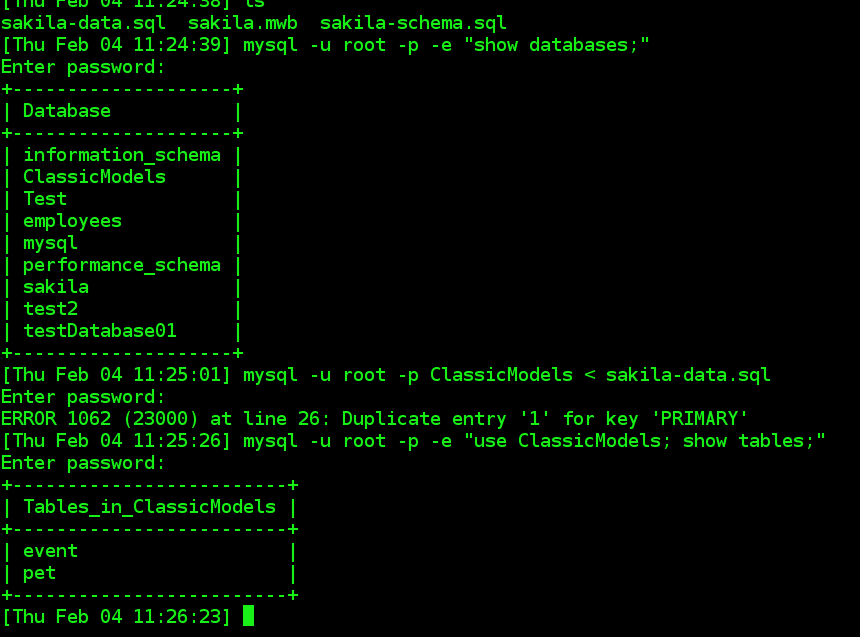 [Thu Feb 04 11:24:38] ls
sakila-data.sql  sakila.mwb  sakila-schema.sql
[Thu Feb 04 11:24:39] mysql -u root -p -e "show databases;"
Enter password:
+--------------------+
| Database           |
+--------------------+
| information_schema |
| ClassicModels      |
| Test               |
| employees          |
| mysql              |
| performance_schema |
| sakila             |
| test2              |
| testDatabase01     |
+--------------------+
[Thu Feb 04 11:25:01] mysql -u root -p ClassicModels < sakila-data.sql
Enter password:
ERROR 1062 (23000) at line 26: Duplicate entry '1' for key 'PRIMARY'
[Thu Feb 04 11:25:26] mysql -u root -p -e "use ClassicModels; show tables;"
Enter password:
+-------------------------+
| Tables_in_ClassicModels |
+-------------------------+
| event                   |
| pet                     |
+-------------------------+
[Thu Feb 04 11:26:23]